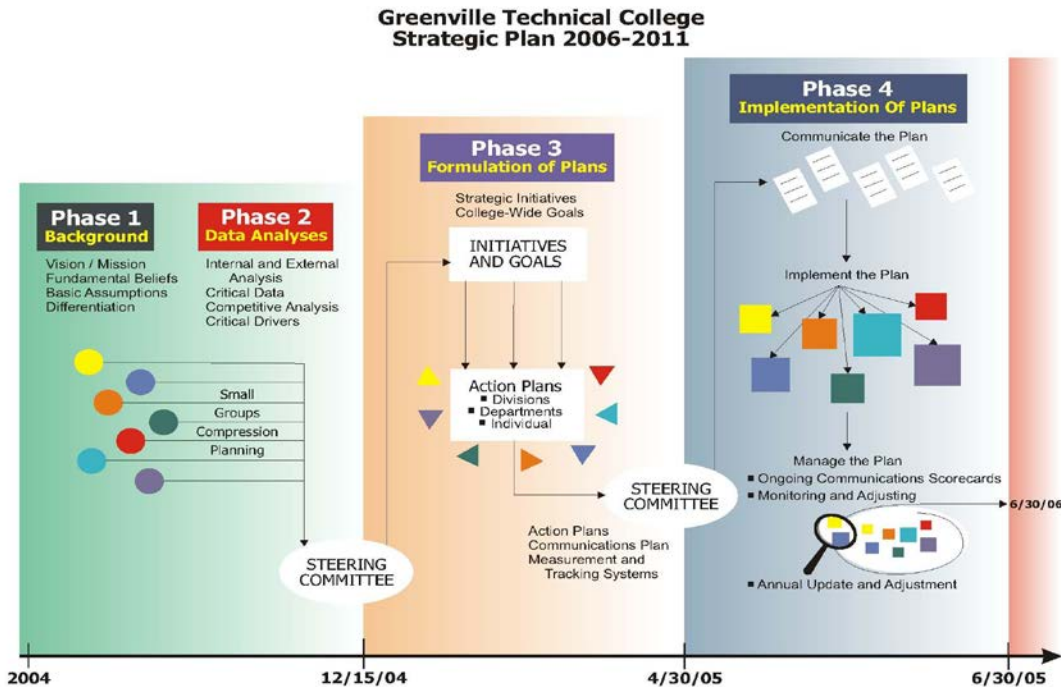 Greenville Technical College
Strategic Plan 2006-2011
Phase 1
Background
Vision / Mission
Fundamental Beliefs
Basic Assumptions
Differentiation
Phase 2
Data Analyses
Internal and External
Analysis
Critical Data
Competitive Analysis
Critical Drivers
Small
Groups
Compression
Planning
STEERING
COMMITTEE
Phase 3
Formulation of Plans
Strategic Initiatives
College-Wide Goals
INITIATIVES
AND GOALS
Action Plans
▪ Divisions
▪ Departments
▪ Individual
STEERING
COMMITTEE
Action Plans
Communications Plan
Measurement and
Tracking Systems
Phase 4
Implementation Of Plans
Communicate the Plan
Implement the Plan
Manage the Plan
▪ Ongoing Communications Scorecards
▪ Monitoring and Adjusting
6/30/06
▪ Annual Update and Adjustment
2004
12/15/04
4/30/05
6/30/05